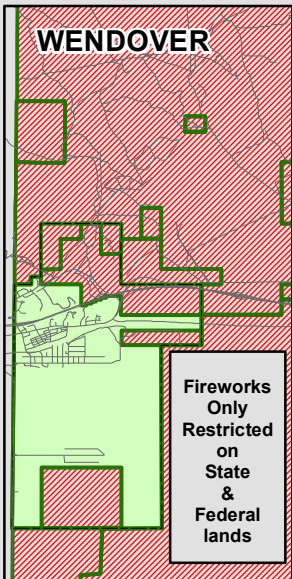 WENDOVER
Fireworks
Only
Restricted
on
State
&
Federal
lands